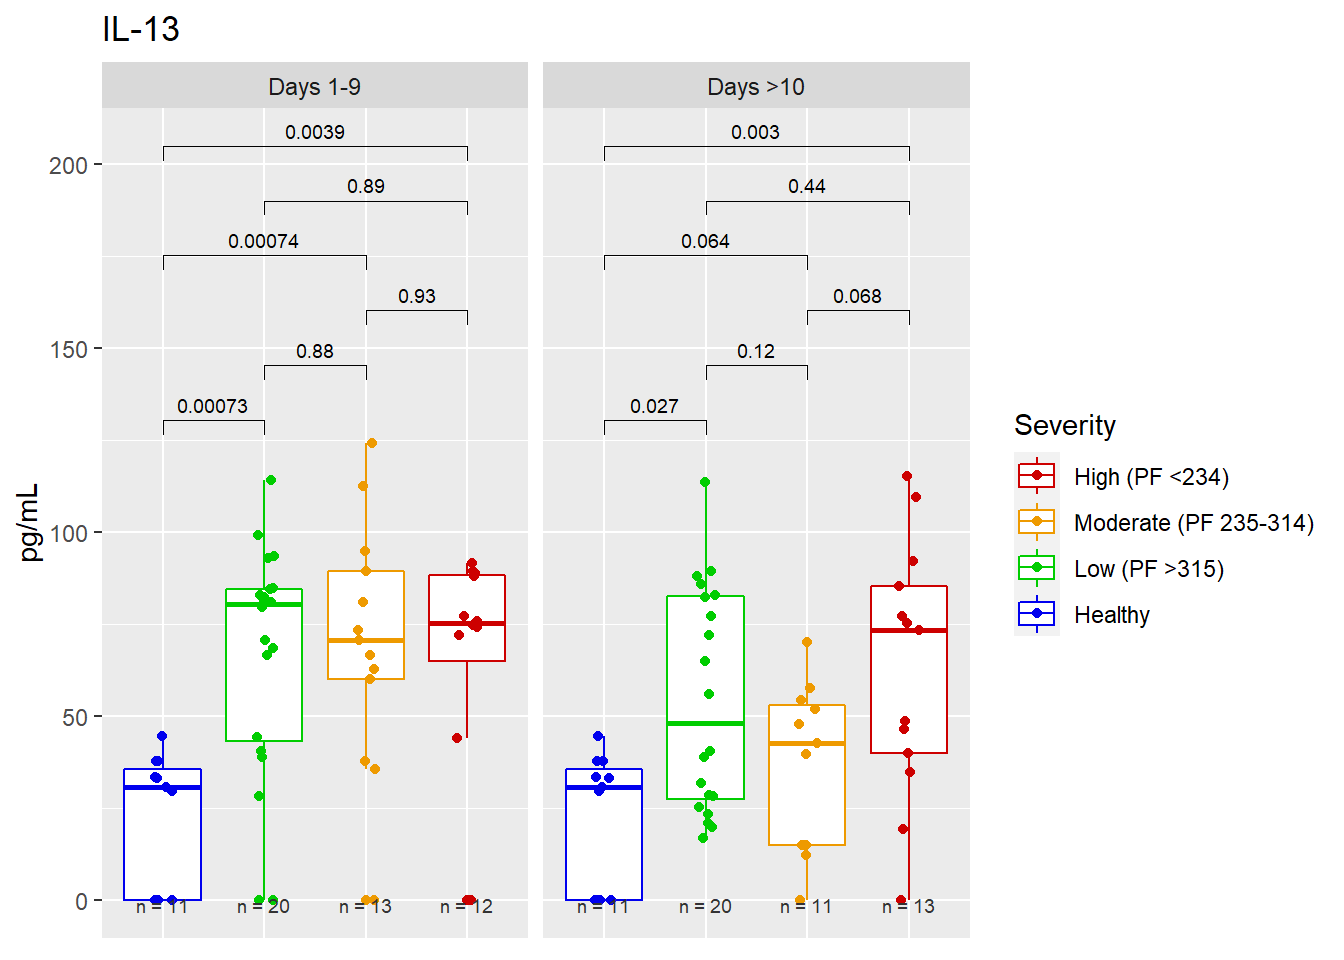 IL-13
Days 1-9
Days >10
0.0039
0.89
0.00074
0.93
0.88
0.00073
0.003
0.44
0.064
0.068
0.12
0.027
200
150
100
50
0
pg/mL
n = 11
n = 20
n = 13
n = 12
n = 11
n = 20
n = 11
n = 13
Severity
High (PF <234)
Moderate (PF 235-314)
Low (PF >315)
Healthy